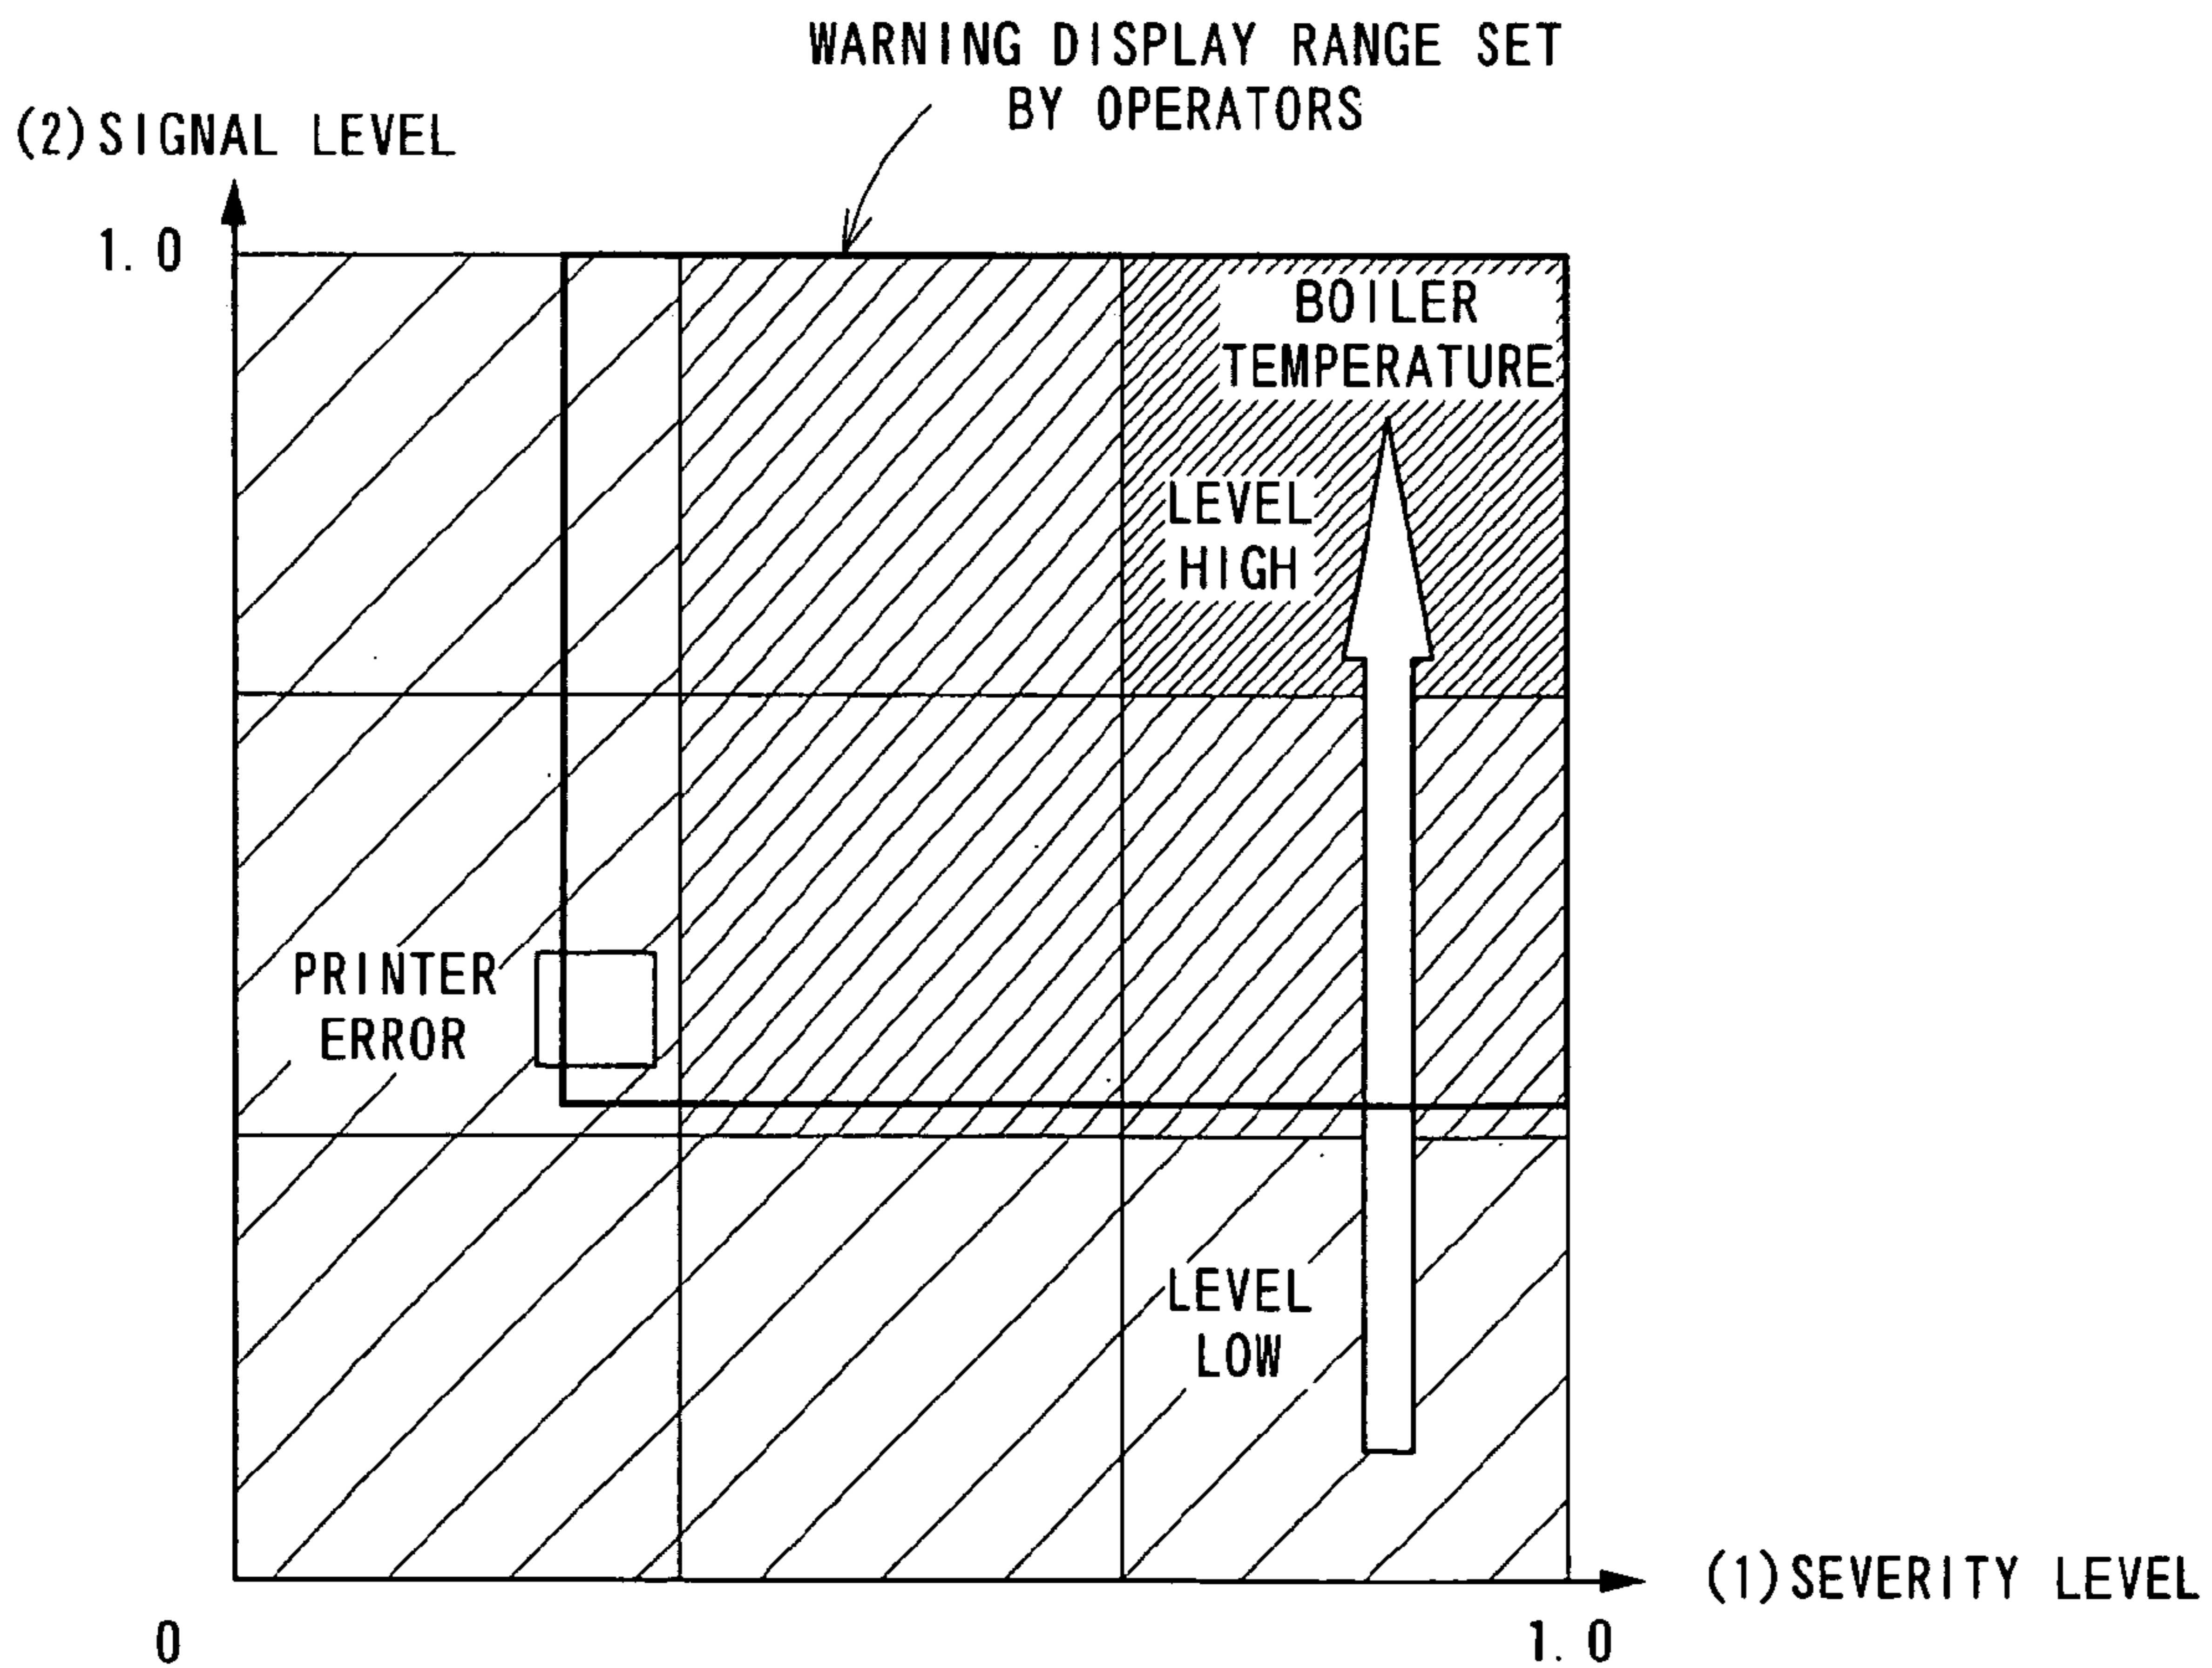 WARNING DISPLAY RANGE SET
BY OPERATORS
(2)SIGNAL LEVEL
1.0
BOILER
TEMPERATURE
LEVEL
HIGH
PRINTER
ERROR
LEVEL
LOW
(1)SEVERITY LEVEL
0
1.0